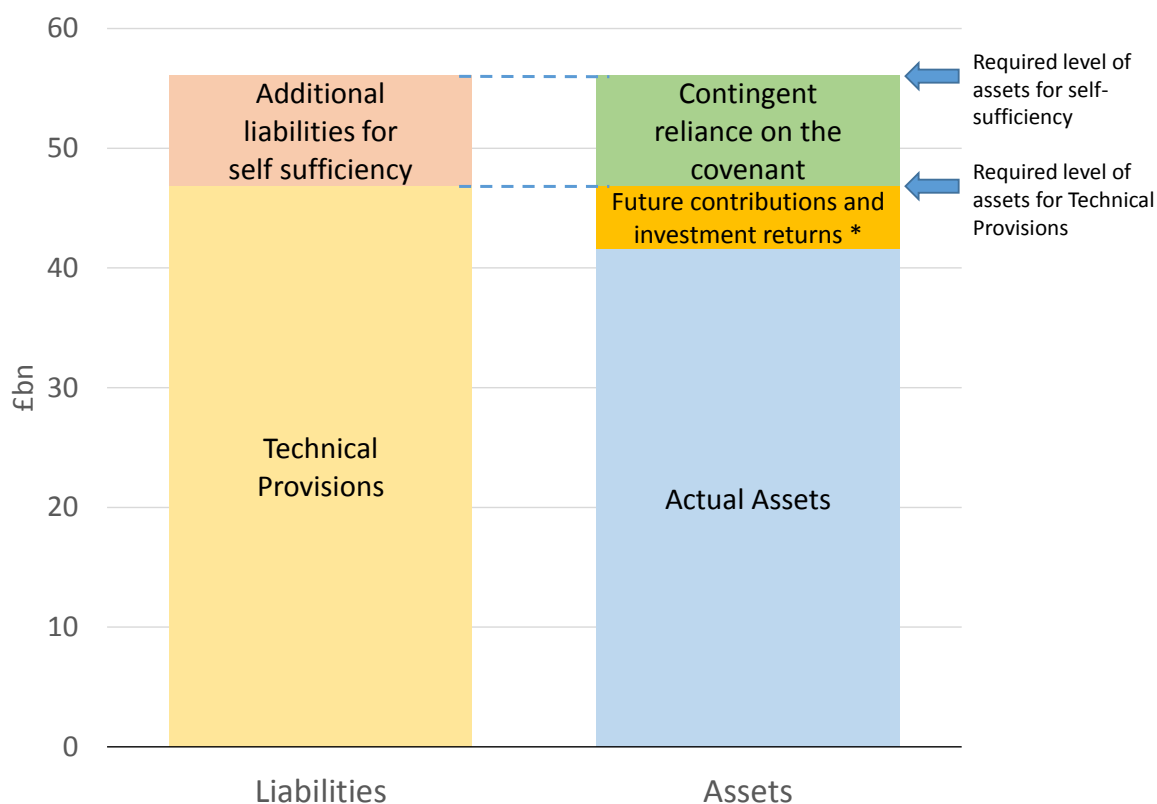 60
50
40
30
20
10
0
£bn
Additional
liabilities for
self sufficiency
Technical
Provisions
Contingent
reliance on the
covenant
Future contributions and
investment returns *
Actual Assets
Required level of
assets for self-
sufficiency
Required level of
assets for Technical
Provisions
Liabilities
Assets